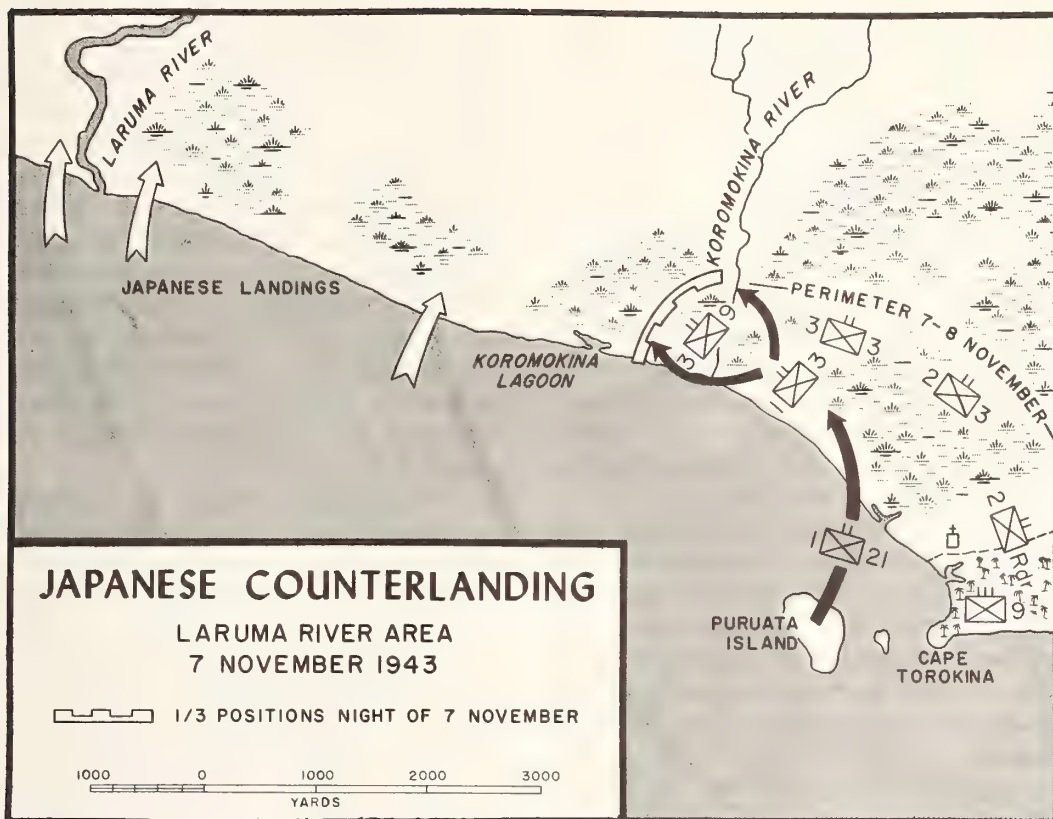 LARUMA RIVER
KOROMOKINA RIVER
JAPANESE LANDINGS
PERIMETER 7-8 NOVEMBER
KOROMOKINA
LAGOON
3 9
3 3
1 3
2 3
1 21
2 Rdr
9
PURUATA
ISLAND
CAPE
TOROKINA
JAPANESE COUNTERLANDING
LARUMA RIVER AREA
7 NOVEMBER 1943
1/3 POSITIONS NIGHT OF 7 NOVEMBER
1000 0 1000 2000 3000
YARDS